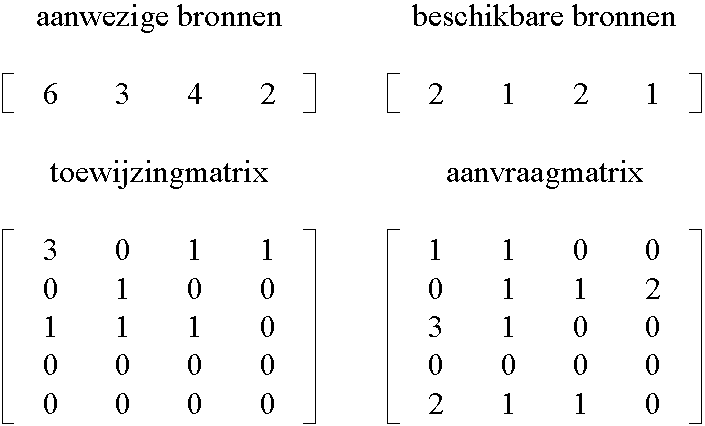 aanwezige bronnen
beschikbare bronnen
6 3 4 2
2 1 2 1
toewijzingmatrix
aanvraagmatrix
3 0 1 1
0 1 0 0
1 1 1 0
0 0 0 0
0 0 0 0
1 1 0 0
0 1 1 2
3 1 0 0
0 0 0 0
2 1 1 0